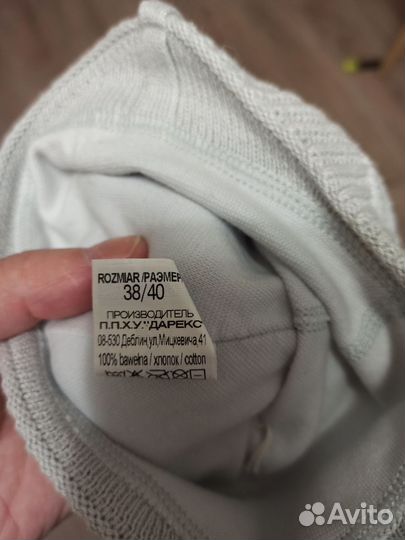 ROZMIAR /РАЗМЕР
38/40
ПРОИЗВОДИТЕЛЬ
П.П.Х.У."ДАРЕКС"
08-530 Деблин,ул,Мицкевича,41
100% bawełna / хлопок / cotton
Avito